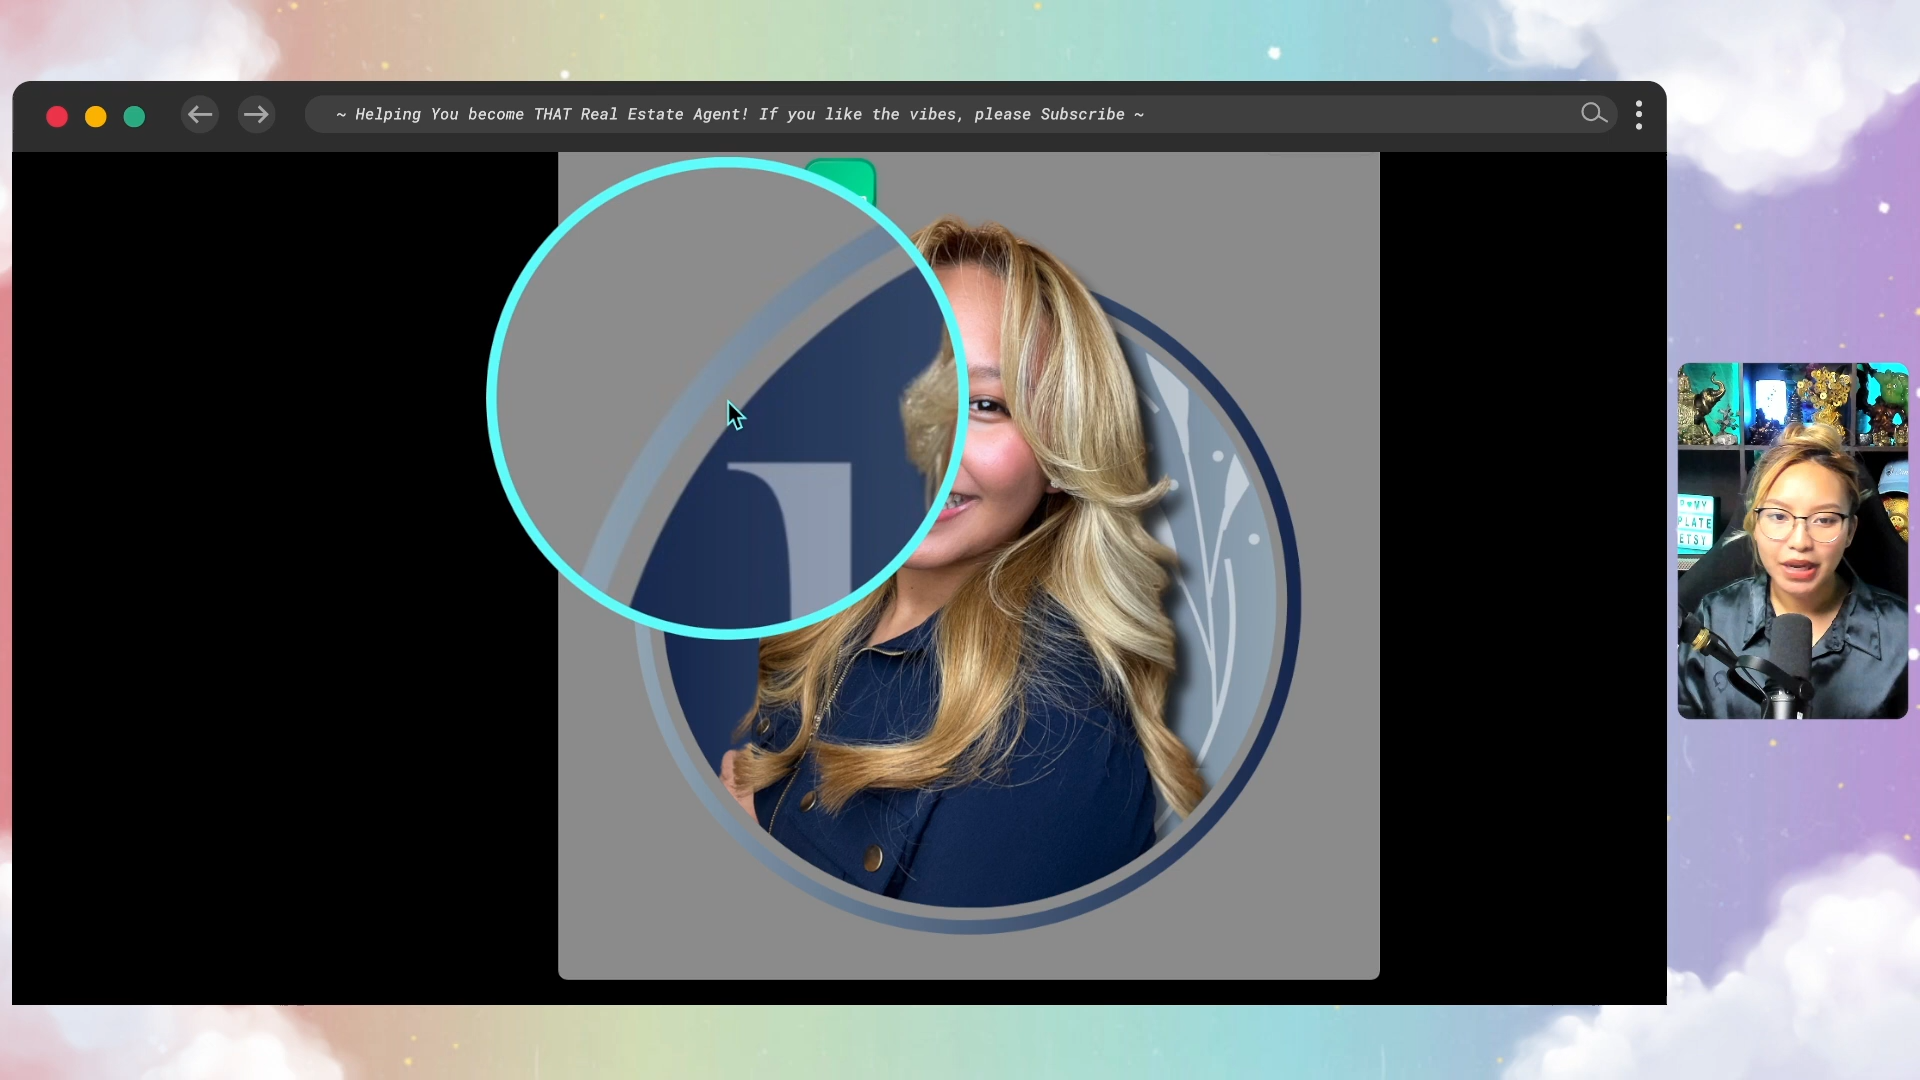 ~ Helping You become THAT Real Estate Agent! If you like the vibes, please Subscribe ~
PLATE
ETSY